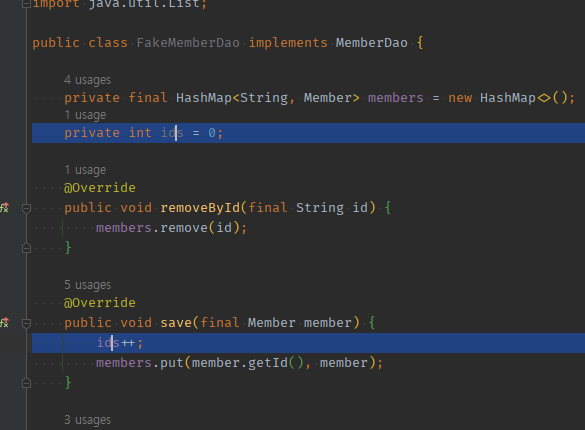 import java.util.List;
public class FakeMemberDao implements MemberDao {
4 usages
private final HashMap<String, Member> members = new HashMap<>();
1 usage
private int ids = 0;
1 usage
@Override
public void removeById(final String id) {
members.remove(id);
}
5 usages
@Override
public void save(final Member member) {
ids++;
members.put(member.getId(), member);
}
3 usages